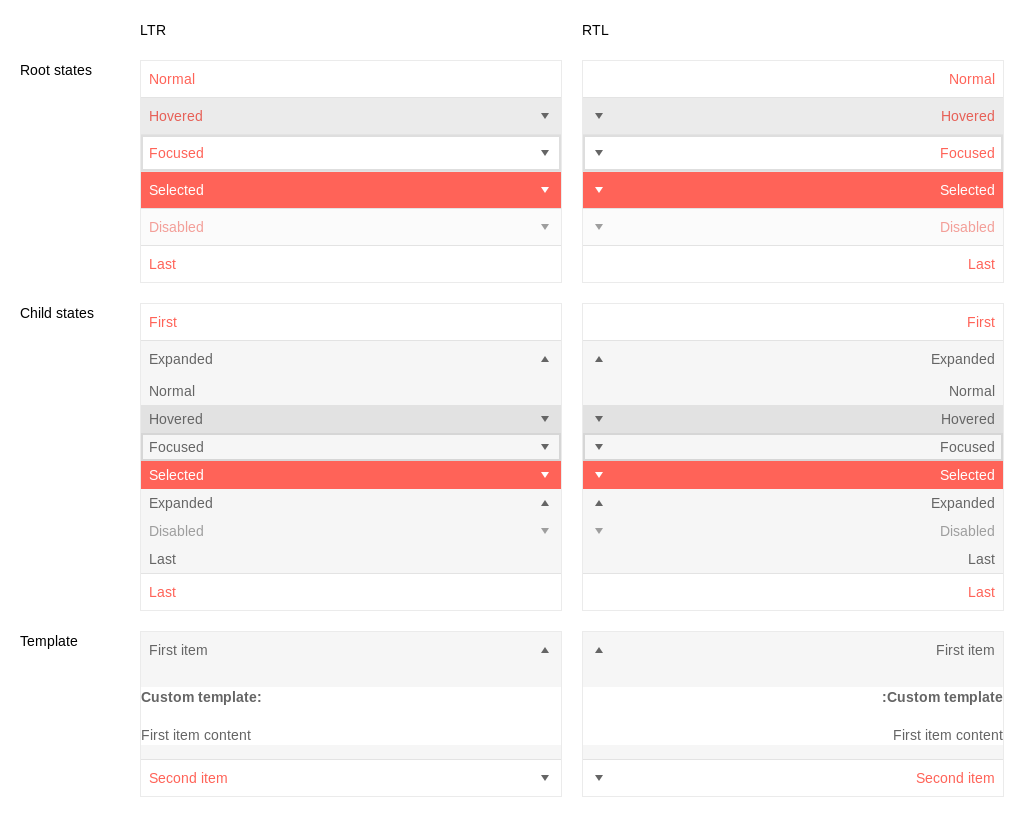 LTR RTL
Root states
Normal Normal
Hovered Hovered
Focused Focused
Selected Selected
Disabled Disabled
Last Last
Child states
First First
Expanded Expanded
Normal Normal
Hovered Hovered
Focused Focused
Selected Selected
Expanded Expanded
Disabled Disabled
Last Last
Last Last
Template
First item First item
Custom template: :Custom template
First item content First item content
Second item Second item